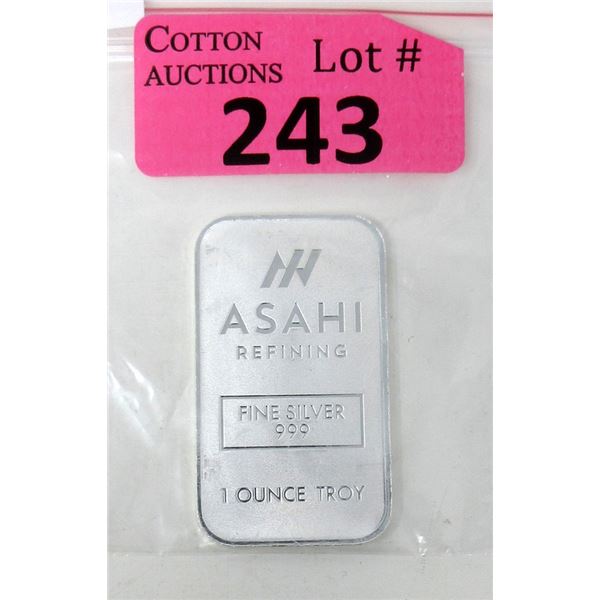 COTTON
AUCTIONS
Lot #
243
ASAHI
REFINING
FINE SILVER
999
1 OUNCE TROY